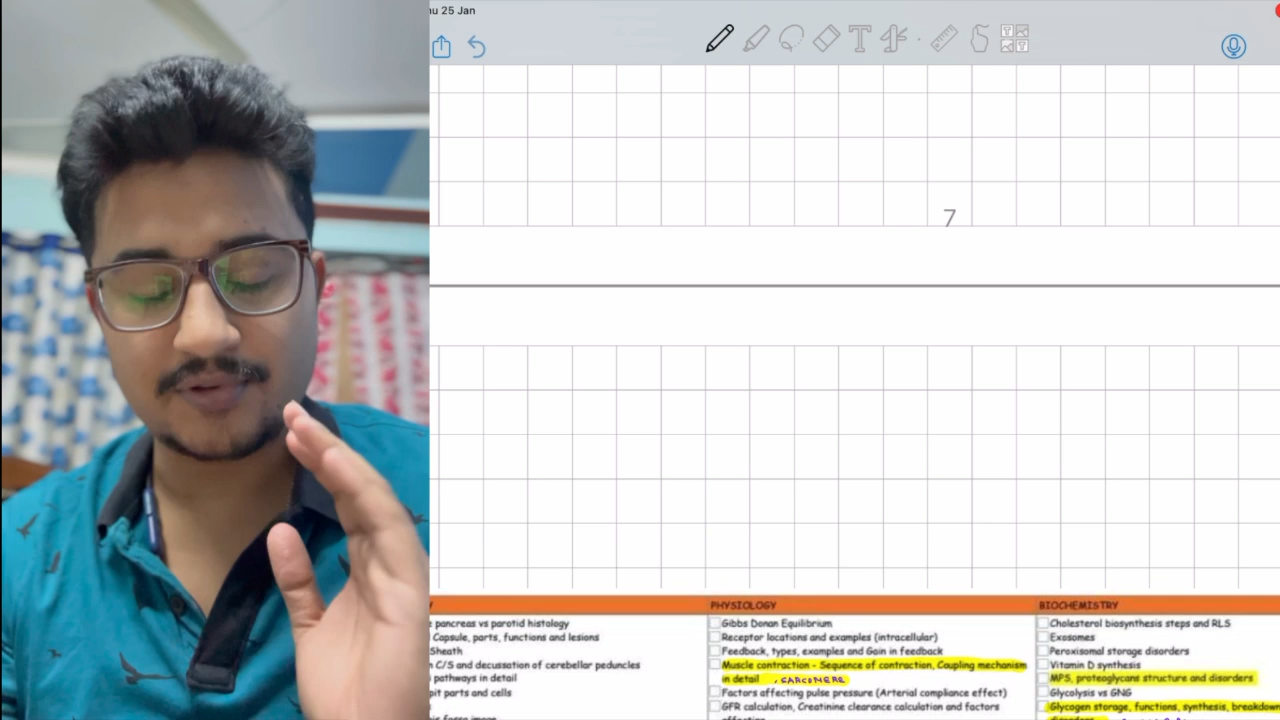 25 Jan
7
PHYSIOLOGY
BIOCHEMISTRY
pancreas vs parotid histology
Capsule, parts, functions and lesions
Sheath
C/S and decussation of cerebellar peduncles
pathways in detail
pit parts and cells
Gibbs Donan Equilibrium
Receptor locations and examples (intracellular)
Feedback, types, examples and Gain in feedback
Muscle contraction - Sequence of contraction, Coupling mechanism
in detail , SARCOMERE
Factors affecting pulse pressure (Arterial compliance effect)
GFR calculation, Creatinine clearance calculation and factors
Cholesterol biosynthesis steps and RLS
Exosomes
Peroxisomal storage disorders
Vitamin D synthesis
MPS, proteoglycans structure and disorders
Glycolysis vs GNG
Glycogen storage, functions, synthesis, breakdown